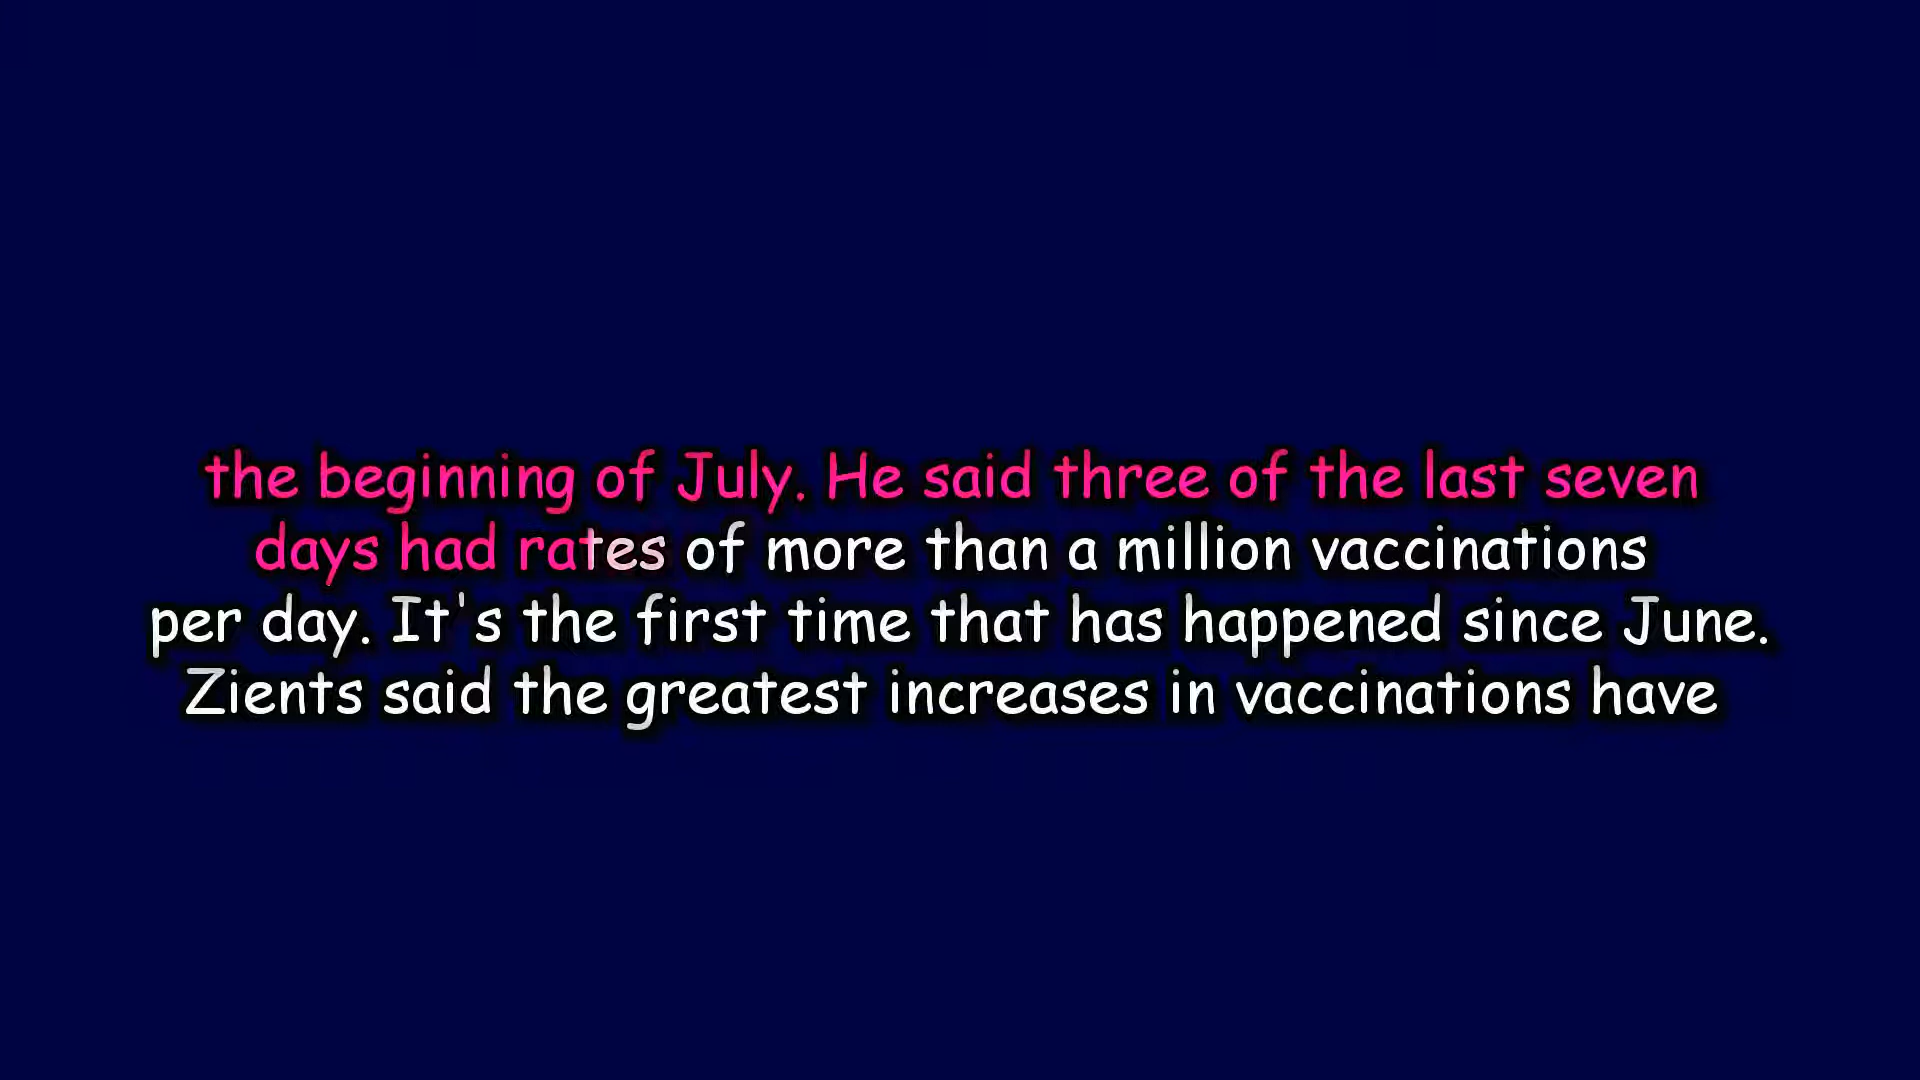 the beginning of July. He said three of the last seven
days had rates of more than a million vaccinations
per day. It's the first time that has happened since June.
Zients said the greatest increases in vaccinations have